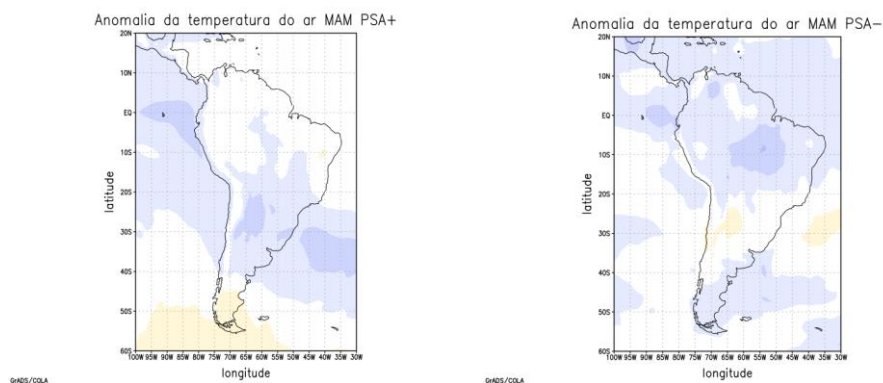 Anomalia da temperatura do ar MAM PSA+
20N
10N
EQ
10S
20S
30S
40S
50S
60S
latitude
100W 95W 90W 85W 80W 75W 70W 65W 60W 55W 50W 45W 40W 35W 30W
longitude
GrADS/COLA
Anomalia da temperatura do ar MAM PSA-
20N
10N
EQ
10S
20S
30S
40S
50S
60S
latitude
100W 95W 90W 85W 80W 75W 70W 65W 60W 55W 50W 45W 40W 35W 30W
longitude
GrADS/COLA